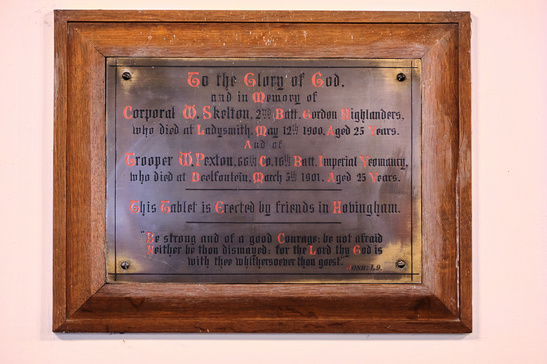 To the Glory of God,
and in Memory of
Corporal W. Skelton, 2nd Batt. Gordon Highlanders,
who died at Ladysmith, May 12th 1900, Aged 25 Years.
And of
Trooper W. Pexton, 66th Co. 16th Batt. Imperial Yeomanry,
who died at Deelfontein, March 5th 1901, Aged 25 Years.
This Tablet is Erected by friends in Hovingham.
"Be strong and of a good Courage; be not afraid
Neither be thou dismayed; for the Lord thy God is
with thee whithersoever thou goest.
Josh: 1.9.